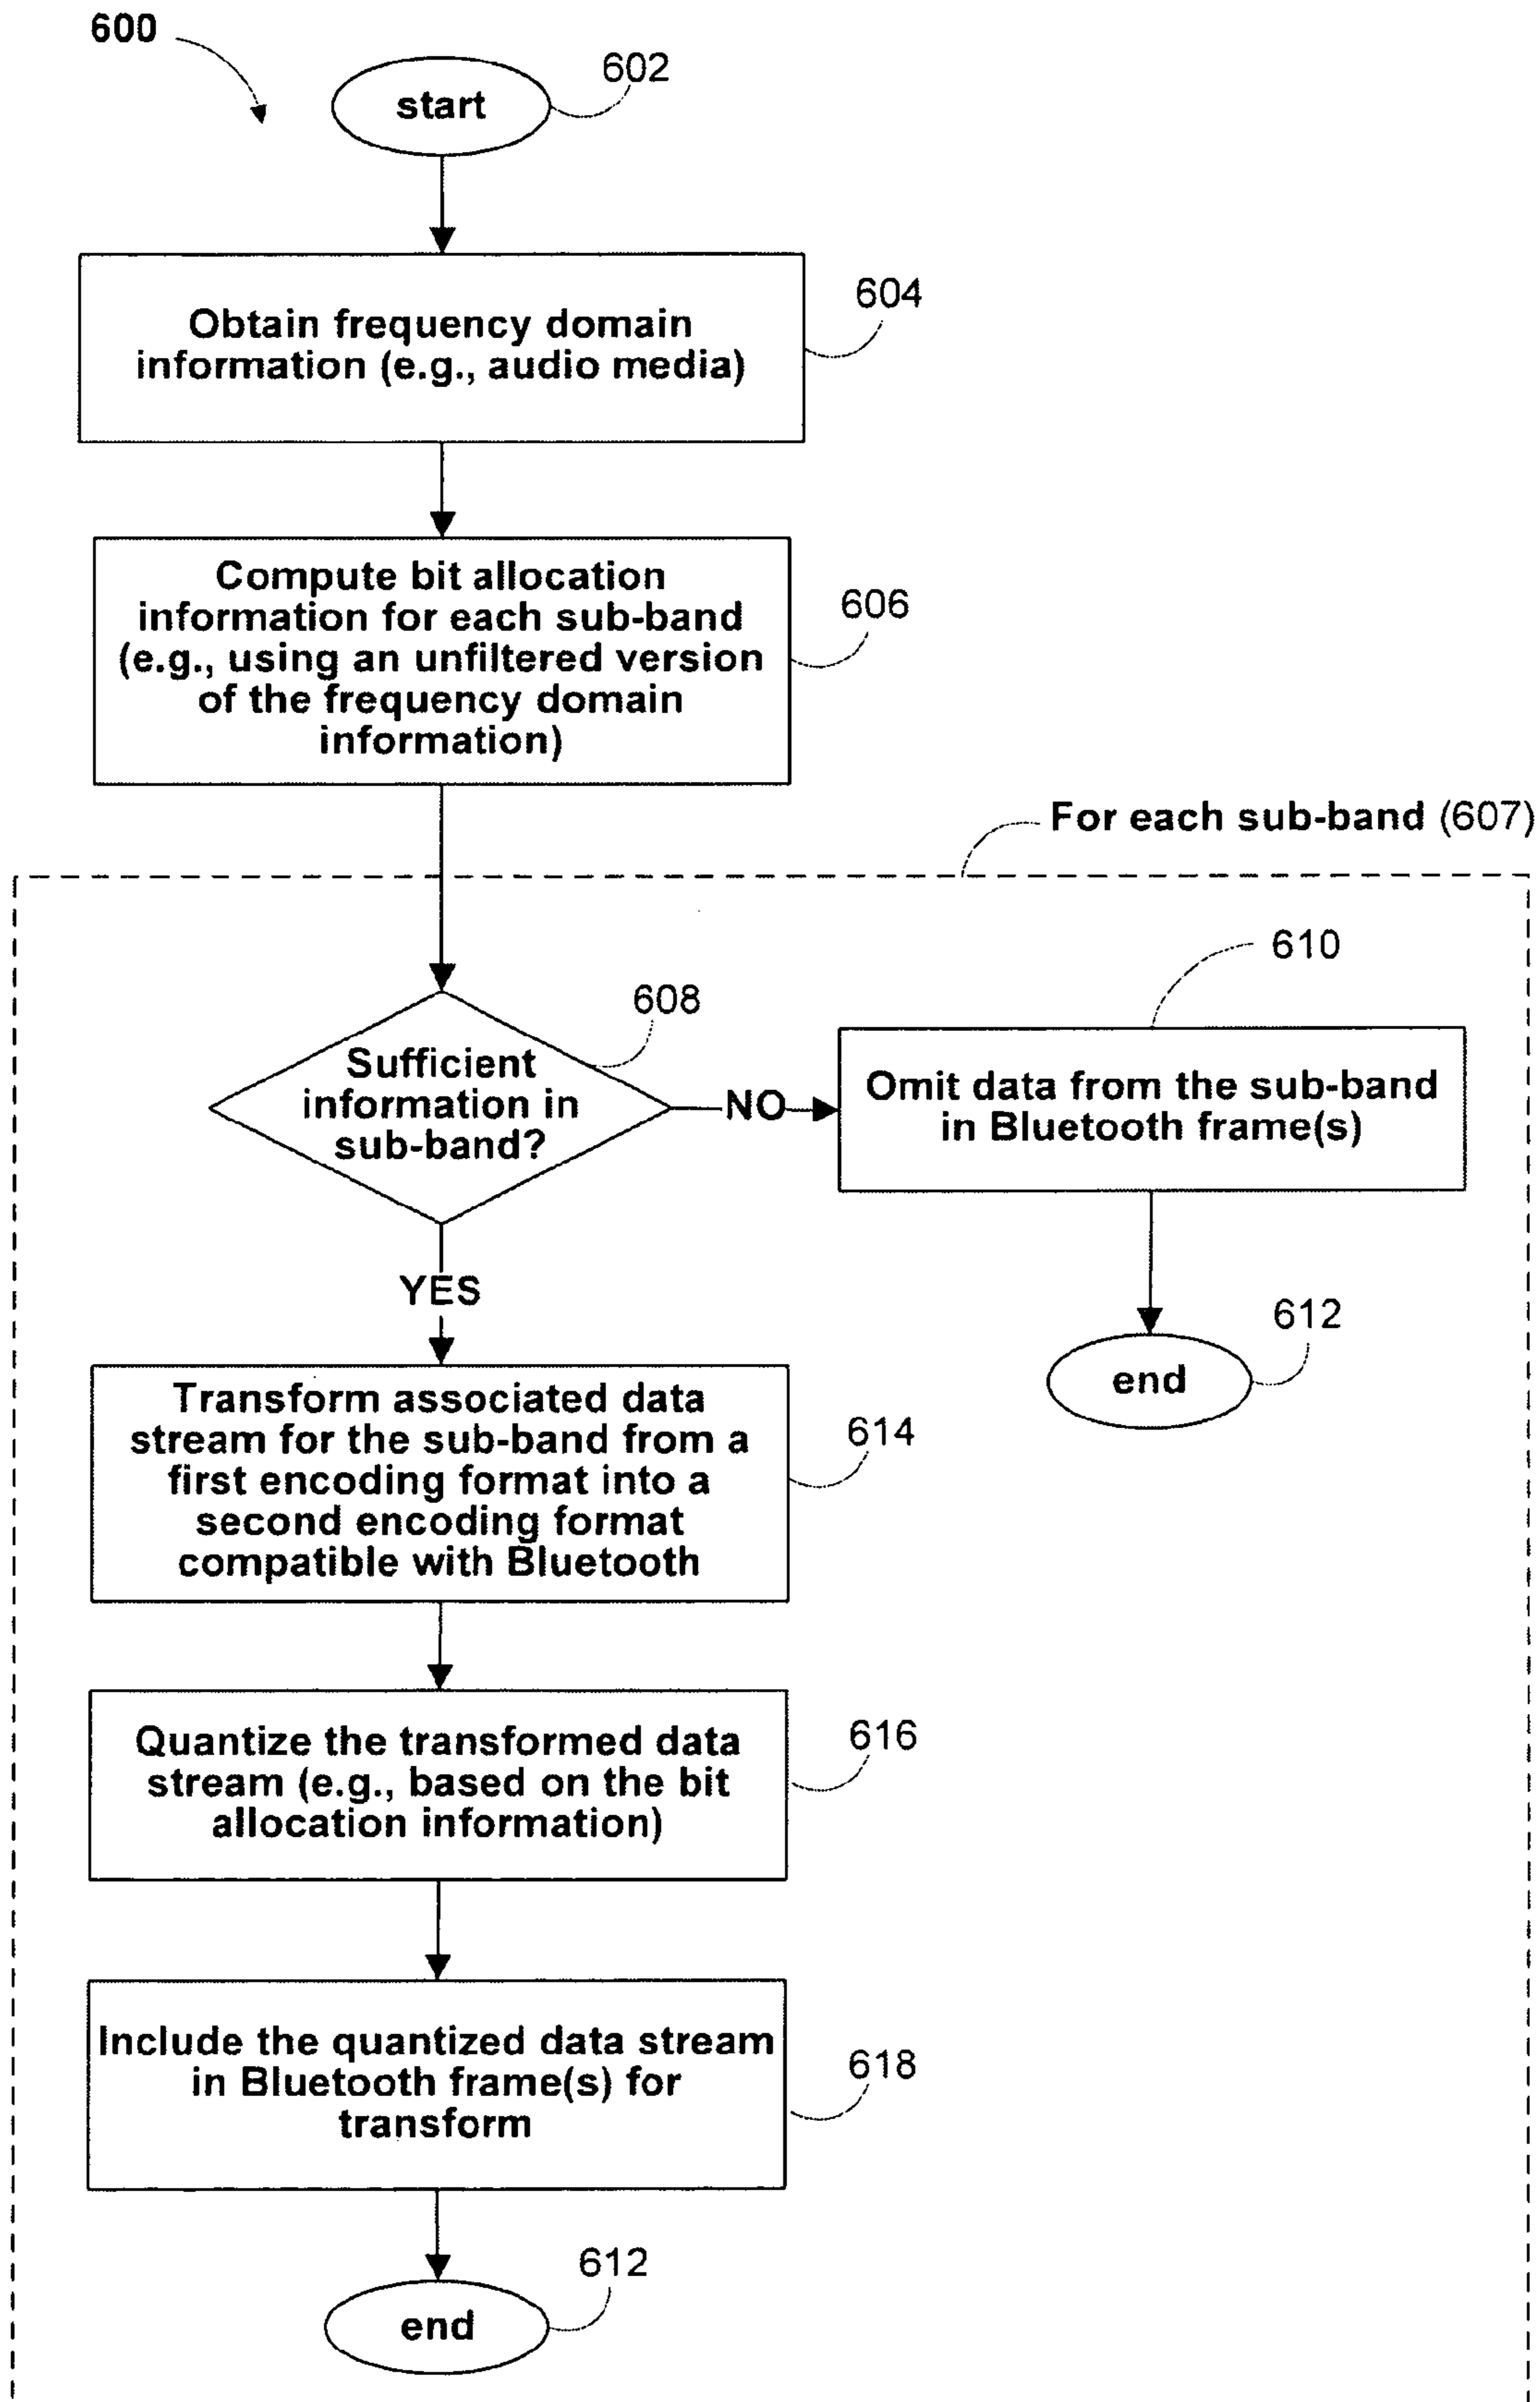 600
602
start
604
Obtain frequency domain
information (e.g., audio media)
606
Compute bit allocation
information for each sub-band
(e.g., using an unfiltered version
of the frequency domain
information)
For each sub-band (607)
608
Sufficient
information in
sub-band?
NO
610
Omit data from the sub-band
in Bluetooth frame(s)
612
end
YES
614
Transform associated data
stream for the sub-band from a
first encoding format into a
second encoding format
compatible with Bluetooth
616
Quantize the transformed data
stream (e.g., based on the bit
allocation information)
618
Include the quantized data stream
in Bluetooth frame(s) for
transform
612
end